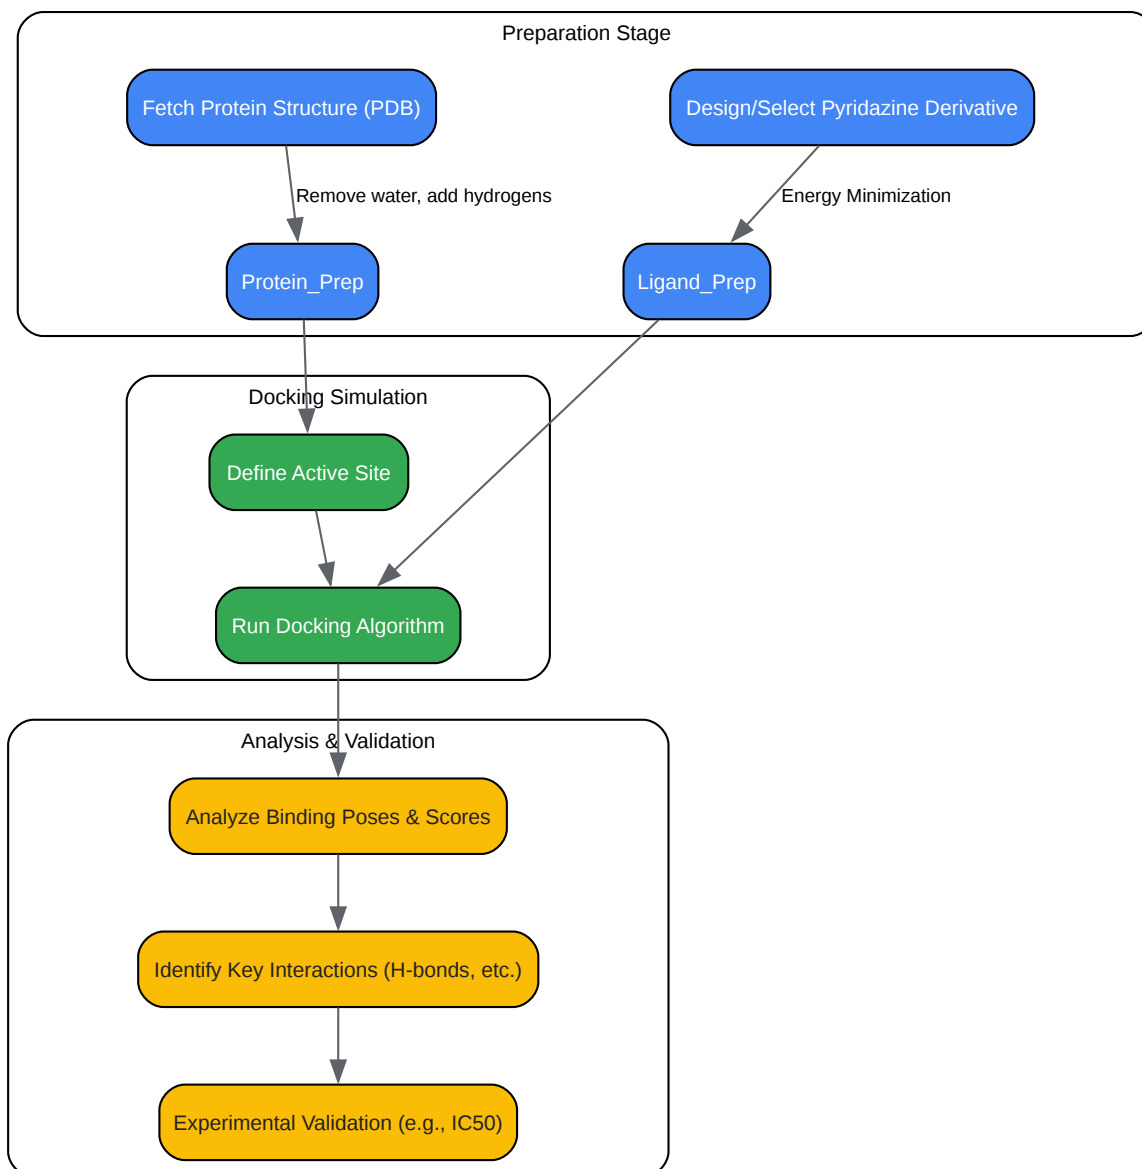 Preparation Stage
Fetch Protein Structure (PDB)
Design/Select Pyridazine Derivative
Remove water, add hydrogens
Energy Minimization
Protein_Prep
Ligand_Prep
Docking Simulation
Define Active Site
Run Docking Algorithm
Analysis & Validation
Analyze Binding Poses & Scores
Identify Key Interactions (H-bonds, etc.)
Experimental Validation (e.g., IC50)